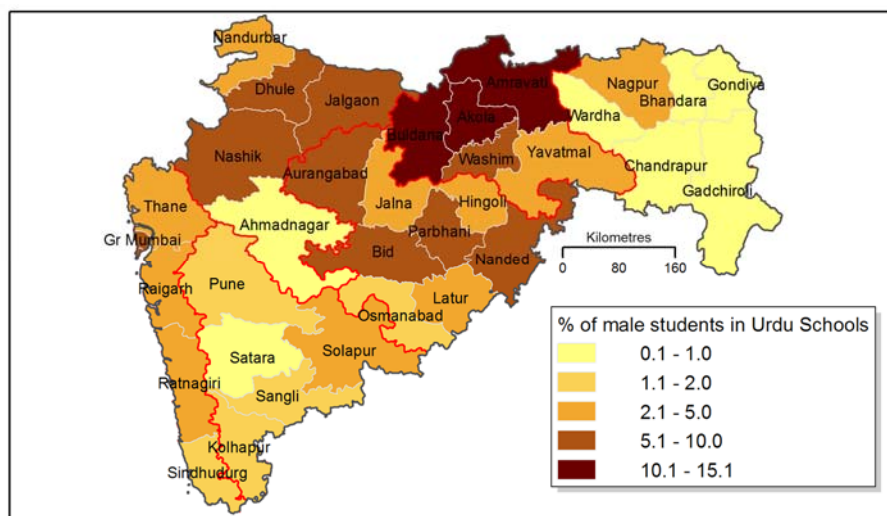 Nandurbar
Dhule
Jalgaon
Amravati
Nagpur
Gondiya
Bhandara
Buldana
Akola
Wardha
Nashik
Aurangabad
Washim
Yavatmal
Chandrapur
Gadchiroli
Thane
Jalna
Hingoli
Ahmadnagar
Parbhani
Gr Mumbai
Bid
Nanded
Kilometres
0 80 160
Raigarh
Pune
Latur
Osmanabad
Satara
Solapur
Ratnagiri
Sangli
Kolhapur
Sindhudurg
% of male students in Urdu Schools
0.1 - 1.0
1.1 - 2.0
2.1 - 5.0
5.1 - 10.0
10.1 - 15.1